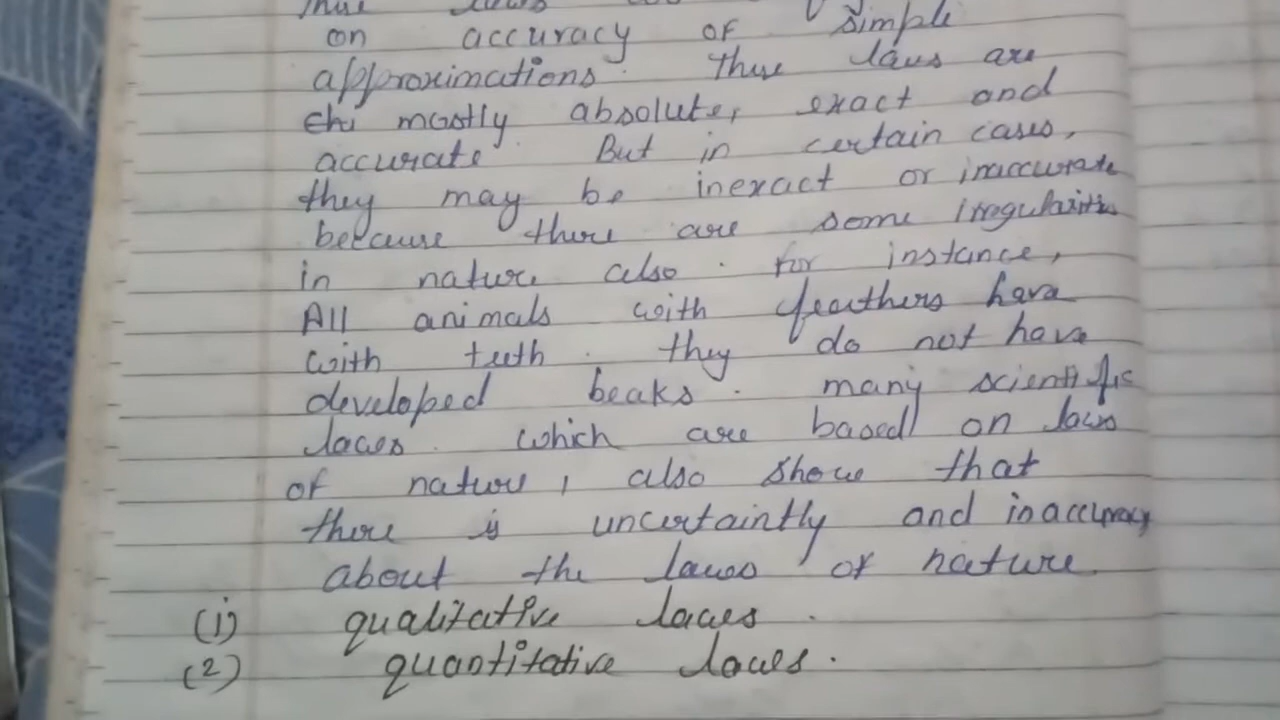 on accuracy of simple
approximations. These laws are
mostly absolute, exact and
accurate. But in certain cases,
they may be inexact or inaccurate
because there are some irregularities
in nature also. for instance,
All animals with feathers have
with teeth. they do not have
developed beaks. many scientific
laws. which are based on laws
of nature, also show that
there is uncertaintly and inaccuracy
about the laws of nature.
(1) qualitative laws.
(2) quantitative laws.